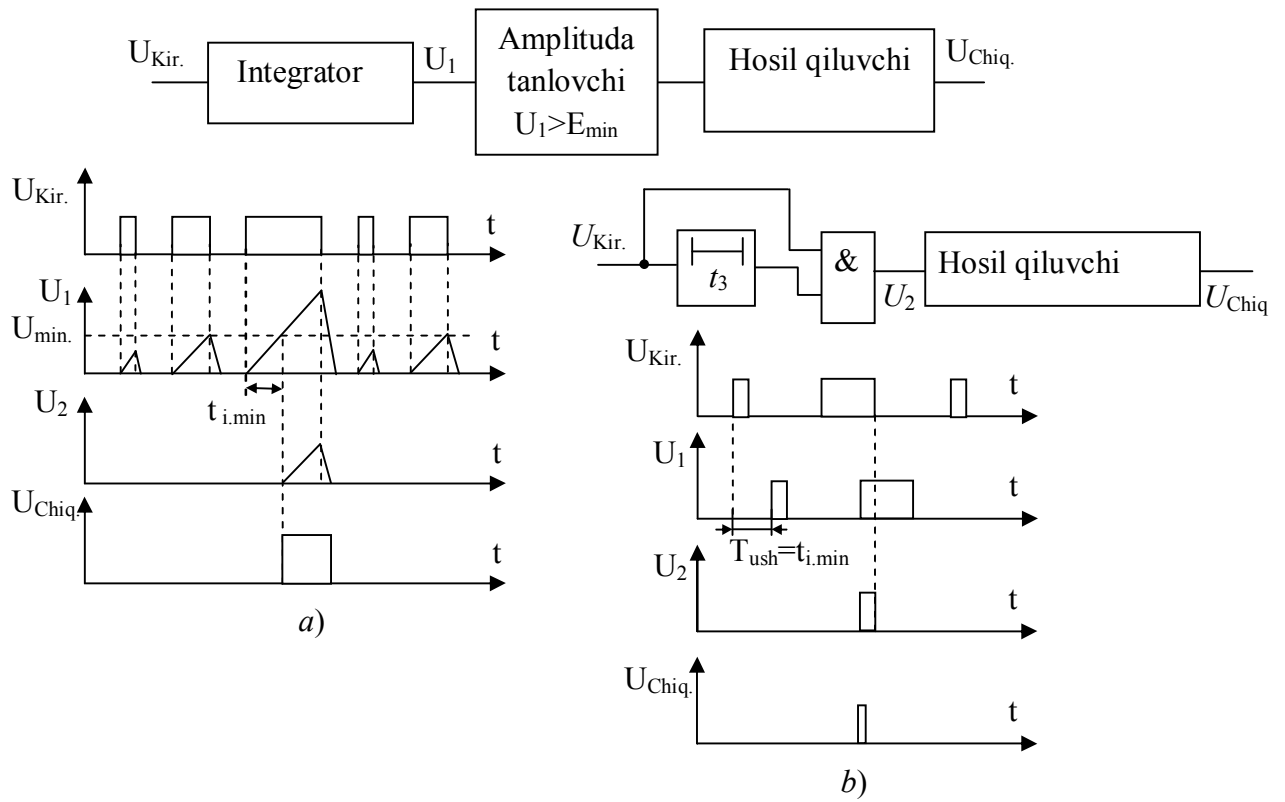 U_Kir.
Integrator
U_1
Amplituda
tanlovchi
U_1>E_min
Hosil qiluvchi
U_Chiq.
U_Kir.
t
U_1
U_min.
t
t_i.min
U_2
t
U_Chiq.
t
a)
U_Kir.
t_3
&
U_2
Hosil qiluvchi
U_Chiq
U_Kir.
t
U_1
t
T_ush=t_i.min
U_2
t
U_Chiq.
t
b)